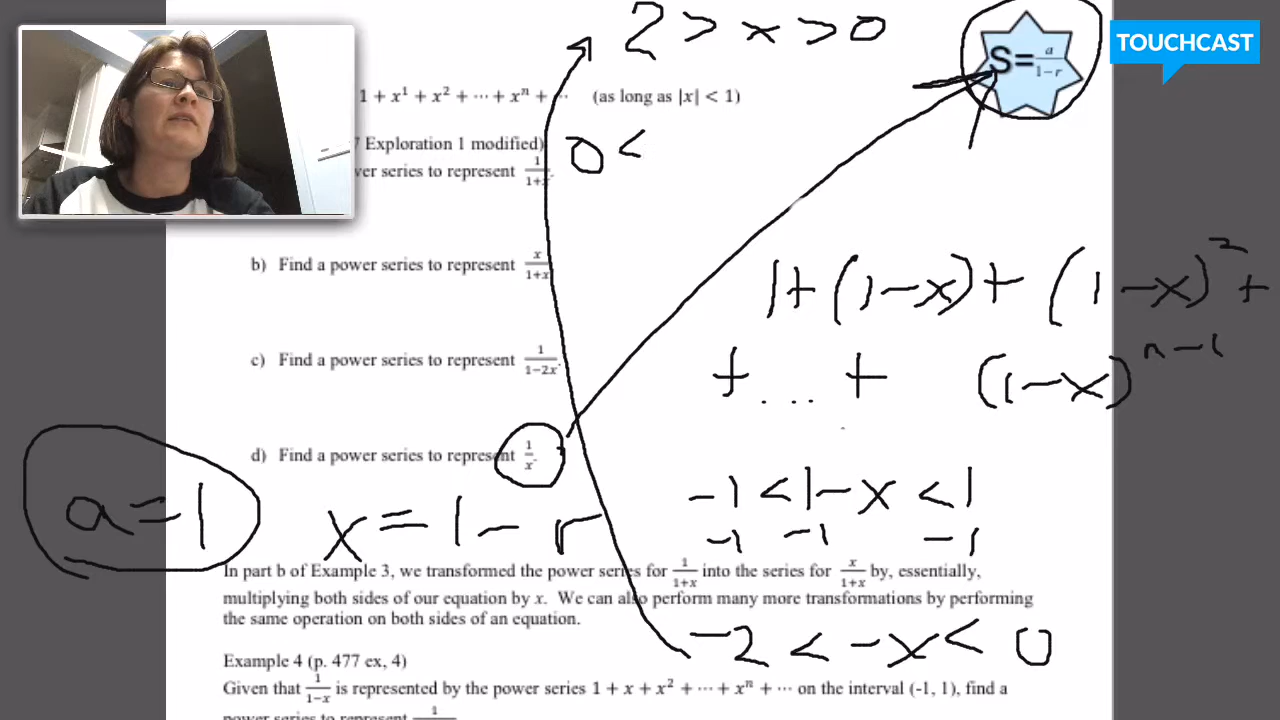 2 > x > 0
S = a/(1−r)
TOUCHCAST
1 + x¹ + x² + ⋯ + xⁿ + ⋯ (as long as |x| < 1)
7 Exploration 1 modified)
0 <
wer series to represent 1/(1+x).
b) Find a power series to represent x/(1+x)
1 + (1−x) + (1−x)² +
c) Find a power series to represent 1/(1−2x).
+ ... + (1−x)ⁿ⁻¹
d) Find a power series to represent 1/x.
a = 1
x = 1 − r
−1 < 1 − x < 1
−1 −1 −1
In part b of Example 3, we transformed the power series for 1/(1+x) into the series for x/(1+x) by, essentially,
multiplying both sides of our equation by x. We can also perform many more transformations by performing
the same operation on both sides of an equation.
−2 < −x < 0
Example 4 (p. 477 ex, 4)
Given that 1/(1−x) is represented by the power series 1 + x + x² + ⋯ + xⁿ + ⋯ on the interval (-1, 1), find a
power series to represent 1